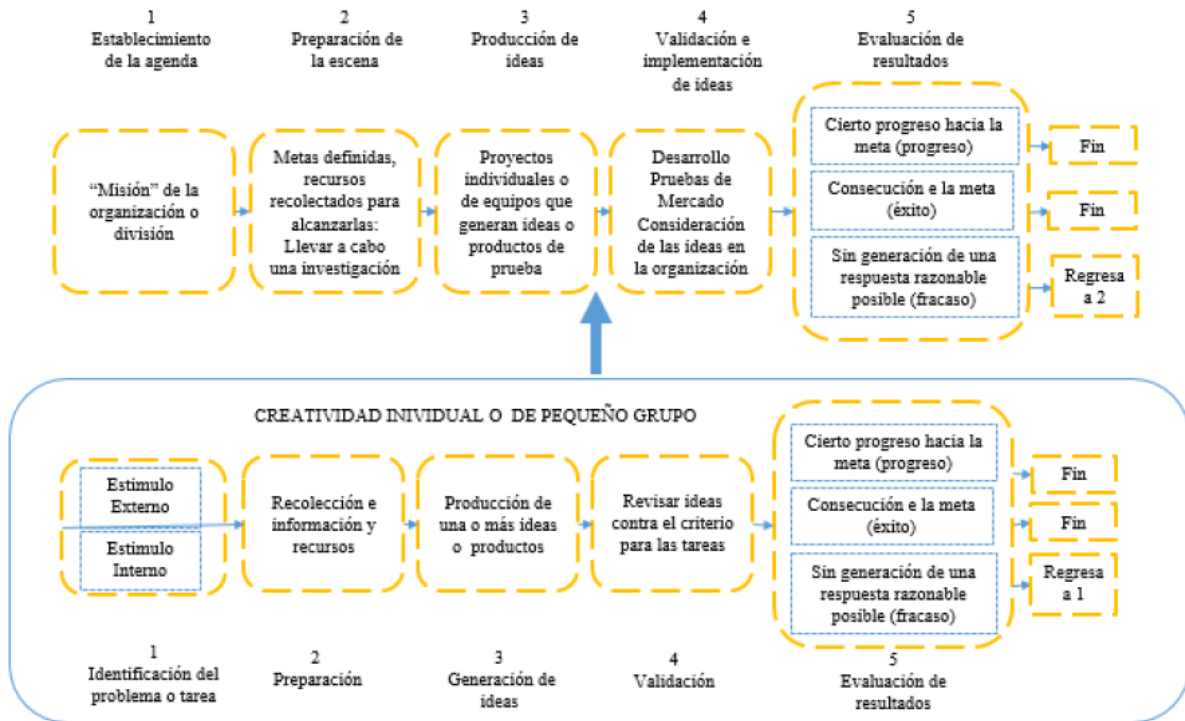 1
Establecimiento
de la agenda
2
Preparación de
la escena
3
Producción de
ideas
4
Validación e
implementación
de ideas
5
Evaluación de
resultados
“Misión” de la
organización o
división
Metas definidas,
recursos
recolectados para
alcanzarlas:
Llevar a cabo
una investigación
Proyectos
individuales o
de equipos que
generan ideas o
productos de
prueba
Desarrollo
Pruebas de
Mercado
Consideración
de las ideas en
la organización
Cierto progreso hacia la
meta (progreso)
Fin
Consecución e la meta
(éxito)
Fin
Sin generación de una
respuesta razonable
posible (fracaso)
Regresa
a 2
CREATIVIDAD INIVIDUAL O DE PEQUEÑO GRUPO
Estimulo
Externo
Estimulo
Interno
Recolección e
información y
recursos
Producción de
una o más ideas
o productos
Revisar ideas
contra el criterio
para las tareas
Cierto progreso hacia la
meta (progreso)
Fin
Consecución e la meta
(éxito)
Fin
Sin generación de una
respuesta razonable
posible (fracaso)
Regresa
a 1
1
Identificación del
problema o tarea
2
Preparación
3
Generación de
ideas
4
Validación
5
Evaluación de
resultados